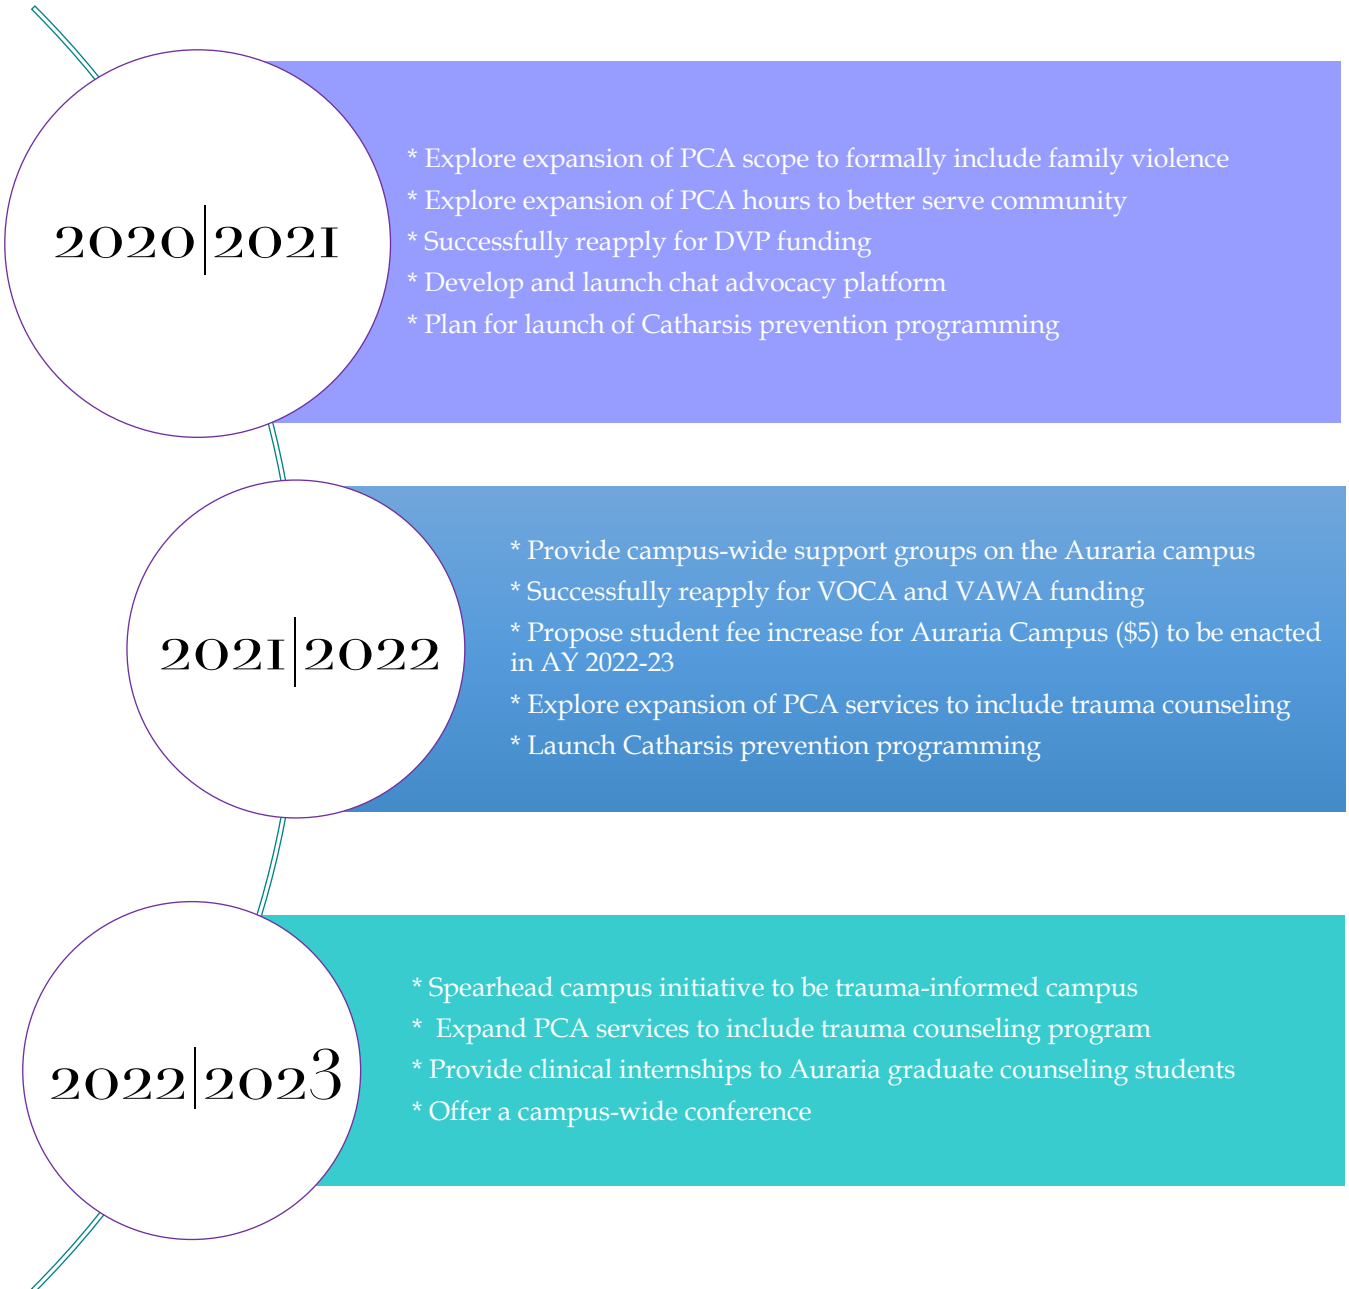 2020|2021
* Explore expansion of PCA scope to formally include family violence
* Explore expansion of PCA hours to better serve community
* Successfully reapply for DVP funding
* Develop and launch chat advocacy platform
* Plan for launch of Catharsis prevention programming
2021|2022
* Provide campus-wide support groups on the Auraria campus
* Successfully reapply for VOCA and VAWA funding
* Propose student fee increase for Auraria Campus ($5) to be enacted
in AY 2022-23
* Explore expansion of PCA services to include trauma counseling
* Launch Catharsis prevention programming
2022|2023
* Spearhead campus initiative to be trauma-informed campus
* Expand PCA services to include trauma counseling program
* Provide clinical internships to Auraria graduate counseling students
* Offer a campus-wide conference